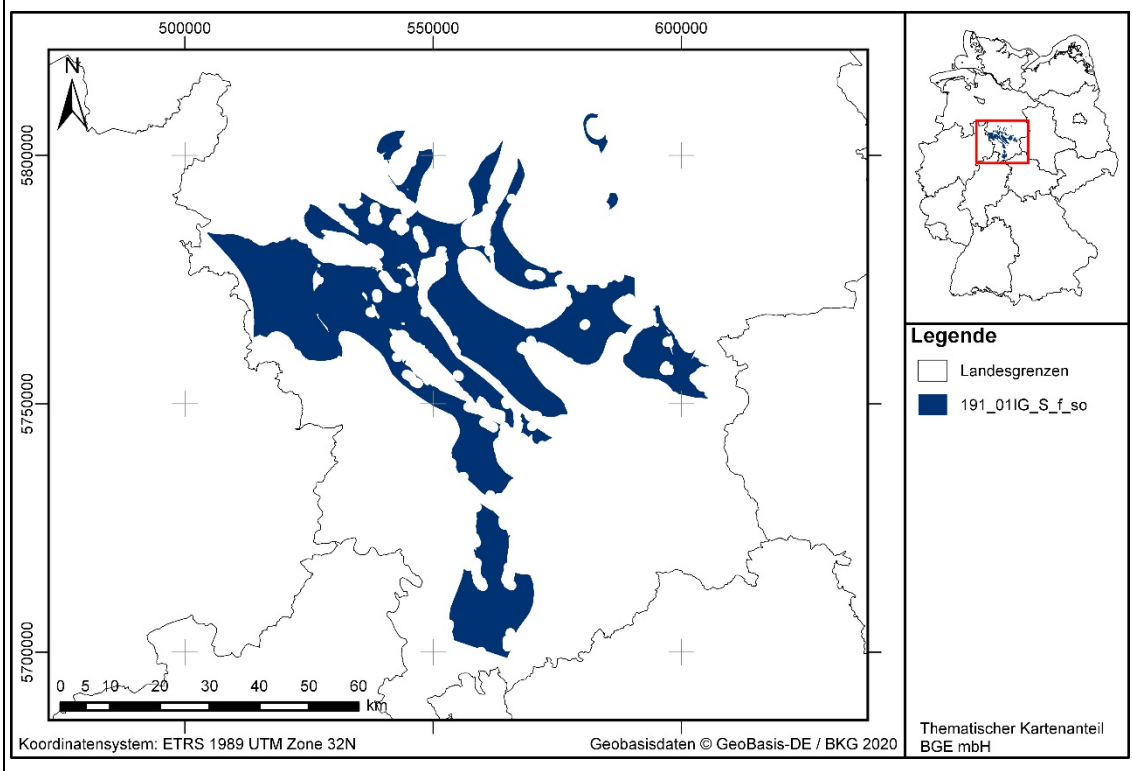 500000
550000
600000
N
5800000
5750000
5700000
0 5 10 20 30 40 50 60
km
Koordinatensystem: ETRS 1989 UTM Zone 32N
Geobasisdaten © GeoBasis-DE / BKG 2020
Legende
Landesgrenzen
191_01IG_S_f_so
Thematischer Kartenanteil
BGE mbH